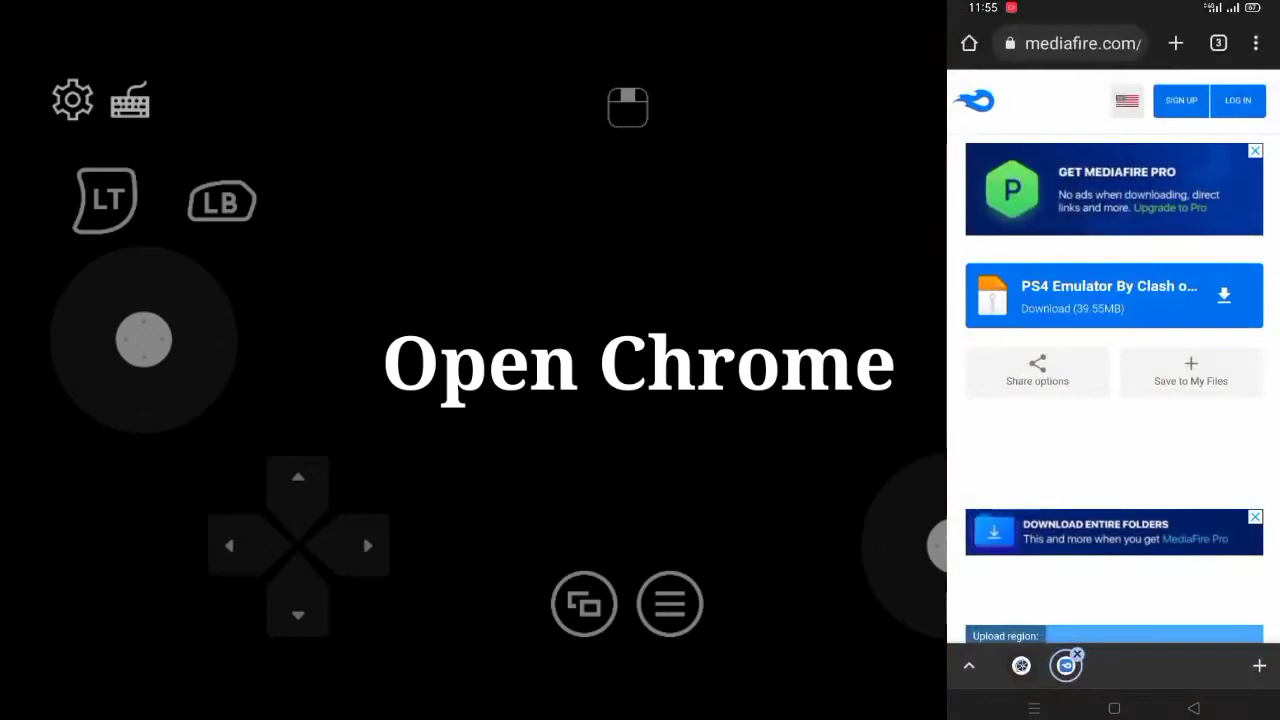 LT
LB
Open Chrome
11:55
67
mediafire.com/
3
SIGN UP
LOG IN
P
GET MEDIAFIRE PRO
No ads when downloading, direct
links and more. Upgrade to Pro
PS4 Emulator By Clash o...
Download (39.55MB)
Share options
Save to My Files
DOWNLOAD ENTIRE FOLDERS
This and more when you get MediaFire Pro
Upload region: